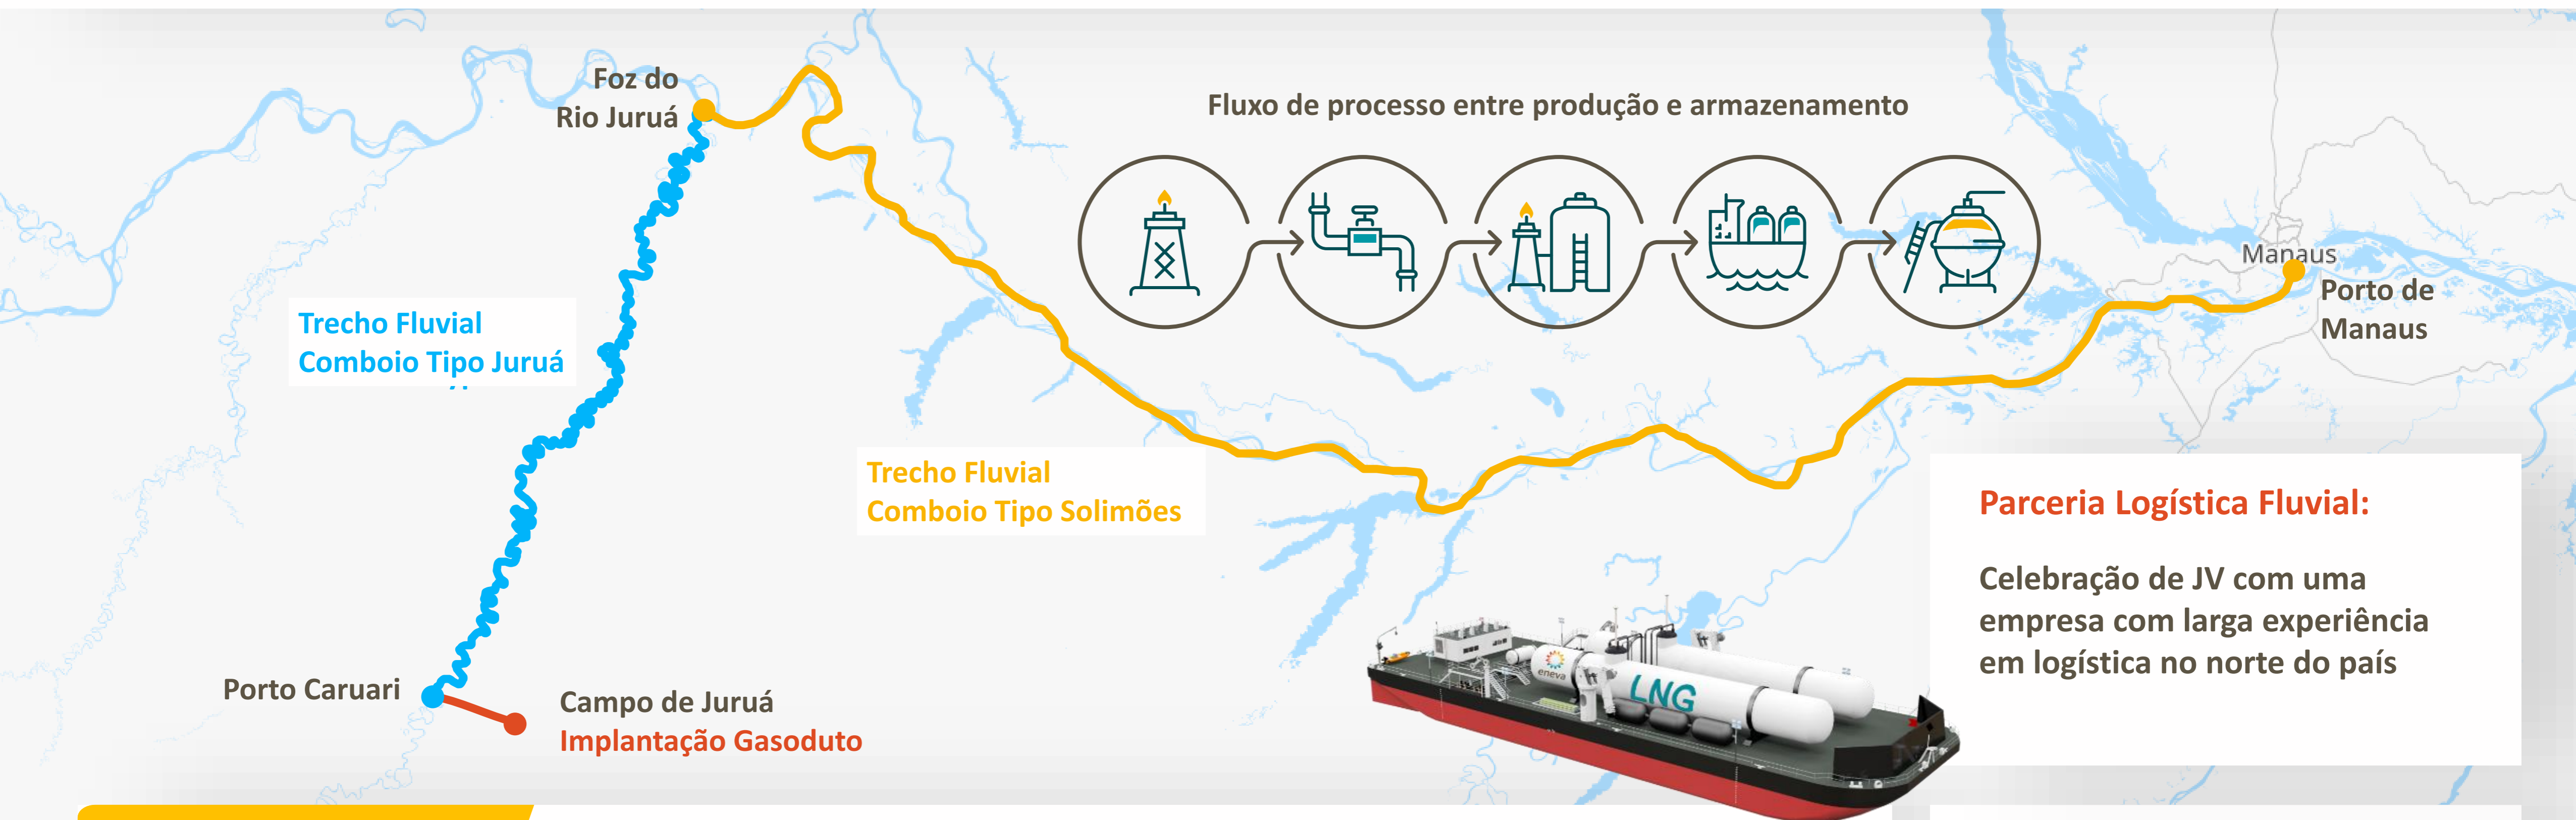 Foz do
Rio Juruá
Fluxo de processo entre produção e armazenamento
Manaus
Porto de
Manaus
Trecho Fluvial
Comboio Tipo Juruá
Trecho Fluvial
Comboio Tipo Solimões
Parceria Logística Fluvial:
Celebração de JV com uma
empresa com larga experiência
em logística no norte do país
Porto Caruari
Campo de Juruá
Implantação Gasoduto
eneva
LNG